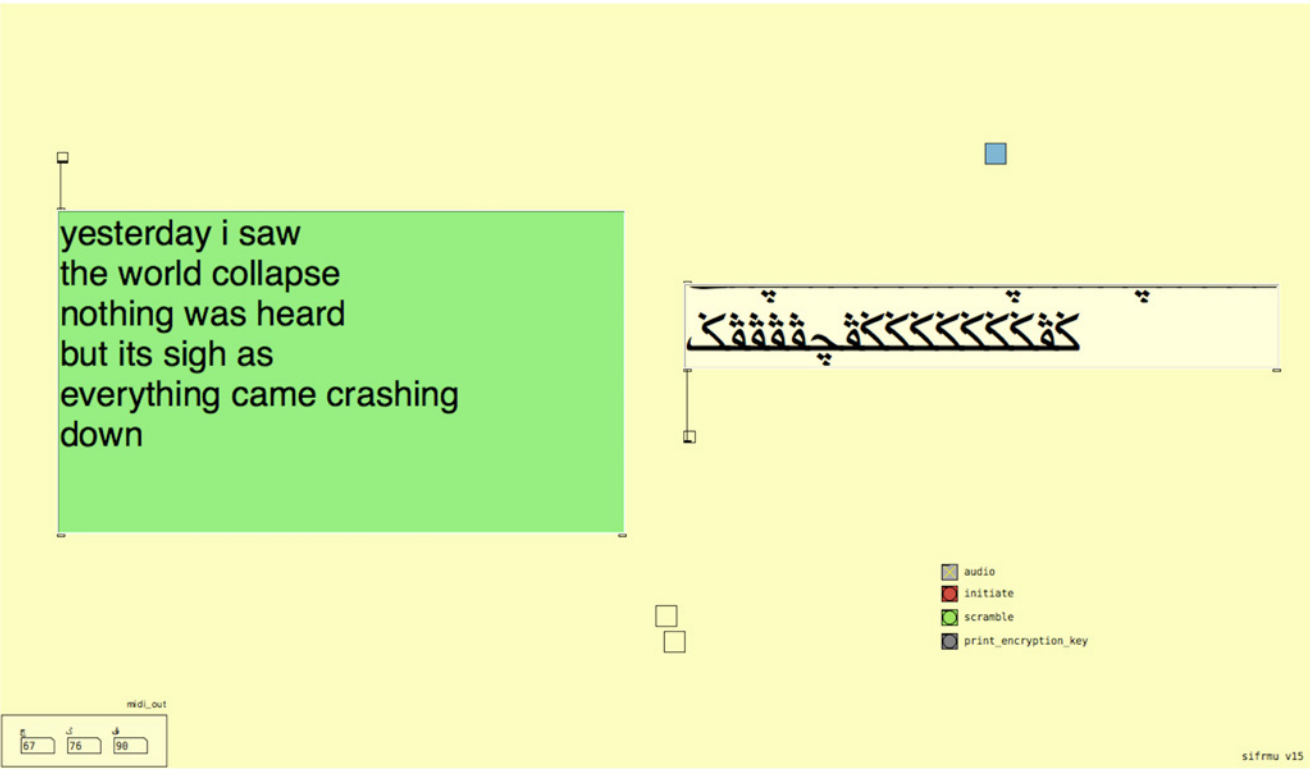 yesterday i saw
the world collapse
nothing was heard
but its sigh as
everything came crashing
down
audio
initiate
scramble
print_encryption_key
midi_out
چ ݢ ڤ
67 76 90
sifrmu v15